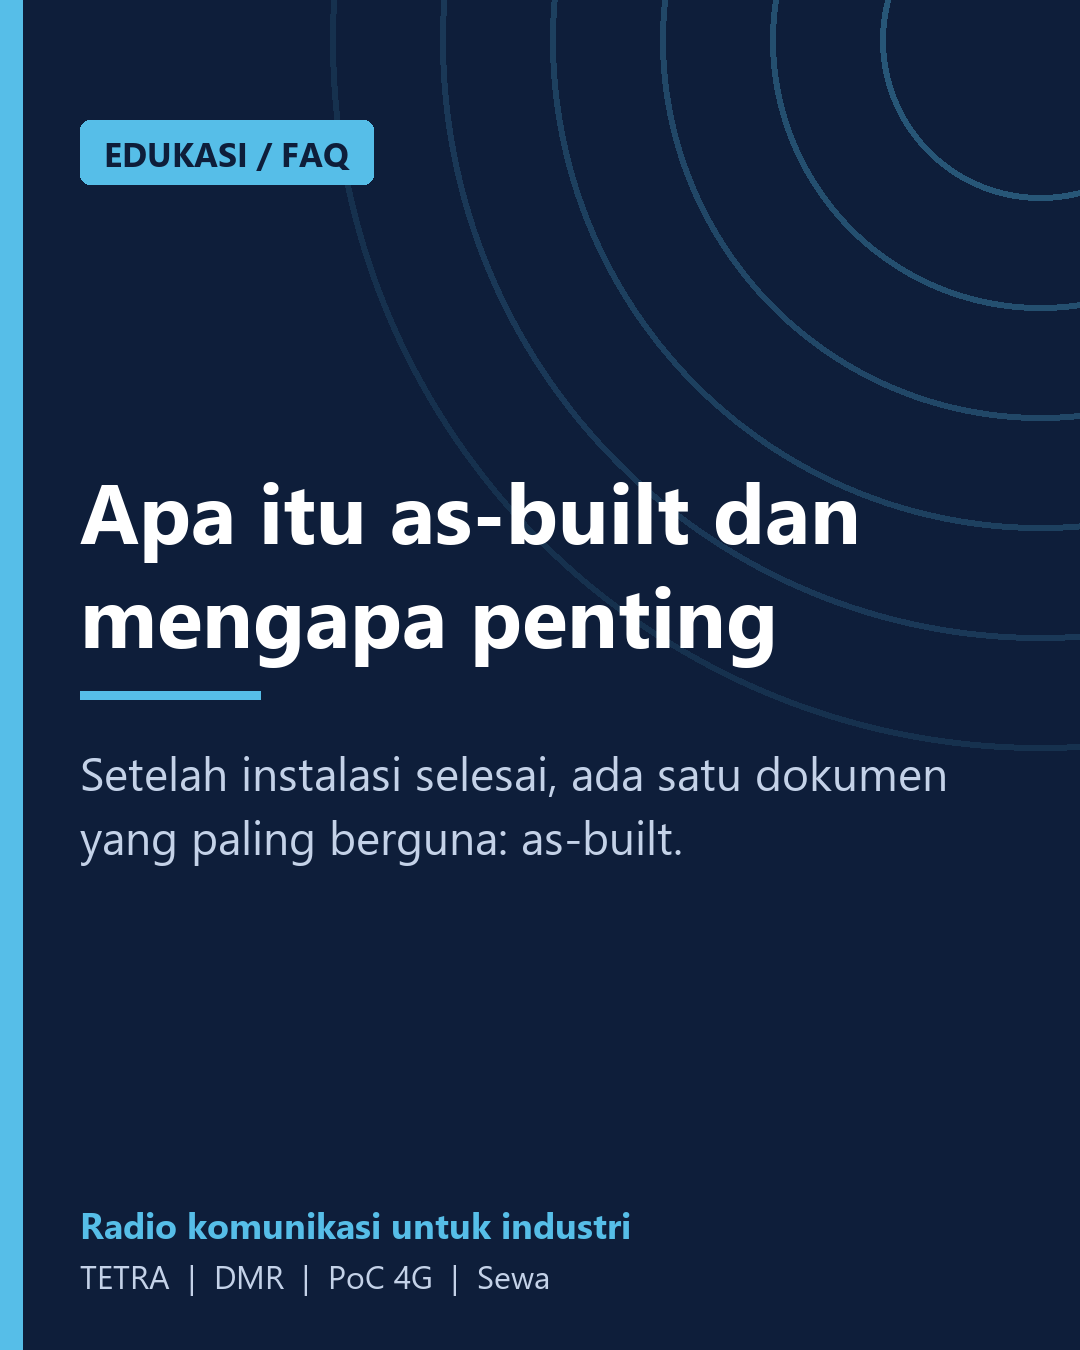 EDUKASI / FAQ
Apa itu as-built dan
mengapa penting
Setelah instalasi selesai, ada satu dokumen
yang paling berguna: as-built.
Radio komunikasi untuk industri
TETRA | DMR | PoC 4G | Sewa